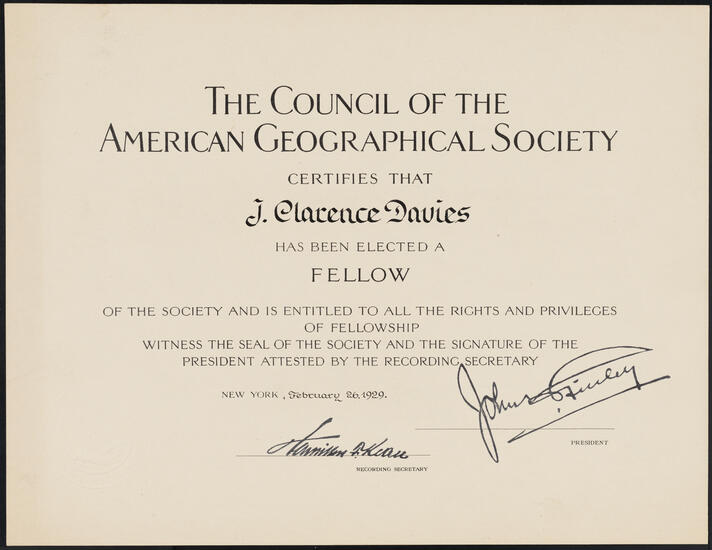 THE COUNCIL OF THE
AMERICAN GEOGRAPHICAL SOCIETY
CERTIFIES THAT
J. Clarence Davies
HAS BEEN ELECTED A
FELLOW
OF THE SOCIETY AND IS ENTITLED TO ALL THE RIGHTS AND PRIVILEGES
OF FELLOWSHIP
WITNESS THE SEAL OF THE SOCIETY AND THE SIGNATURE OF THE
PRESIDENT ATTESTED BY THE RECORDING SECRETARY
NEW YORK, February 26, 1929.
John Finley
PRESIDENT
RECORDING SECRETARY